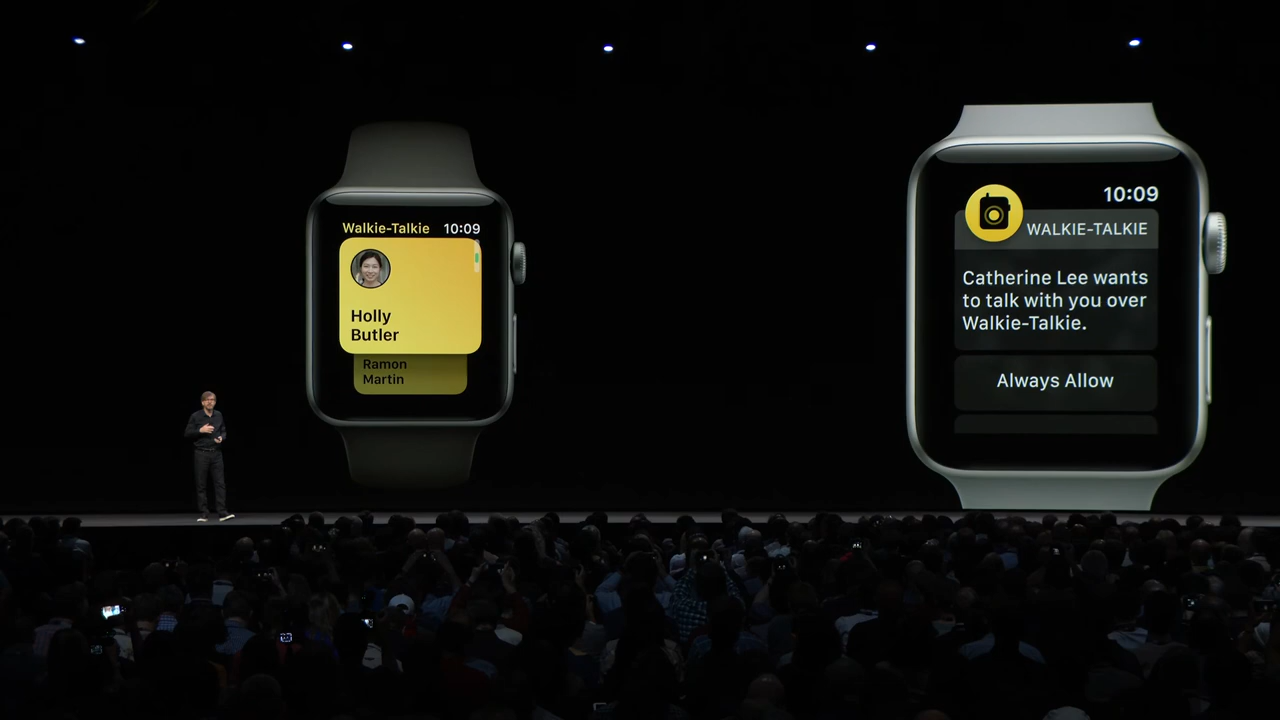 Walkie-Talkie 10:09
Holly
Butler
Ramon
Martin
10:09
WALKIE-TALKIE
Catherine Lee wants
to talk with you over
Walkie-Talkie.
Always Allow